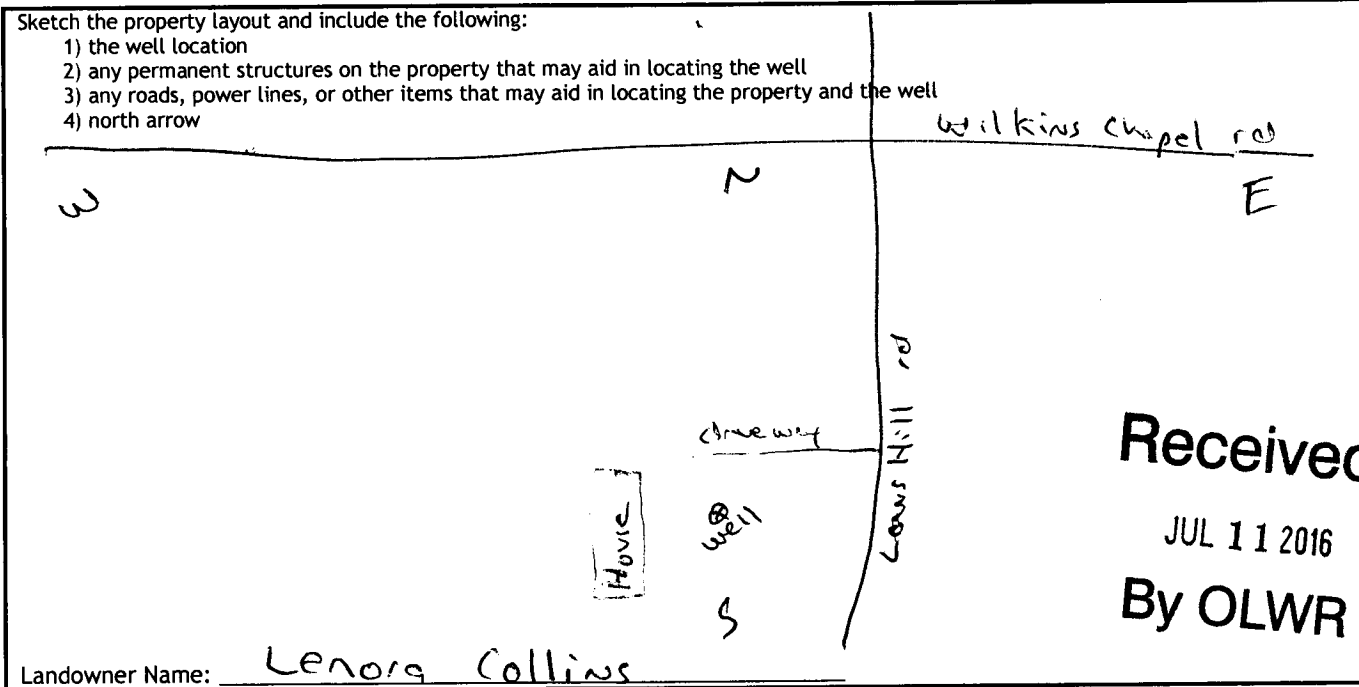 Sketch the property layout and include the following:
1) the well location
2) any permanent structures on the property that may aid in locating the well
3) any roads, power lines, or other items that may aid in locating the property and the well
4) north arrow
Wilkins Chapel rd
W
N
E
Hill rd
driveway
House
well
S
Received
JUL 11 2016
By OLWR
Landowner Name: Lenora Collins